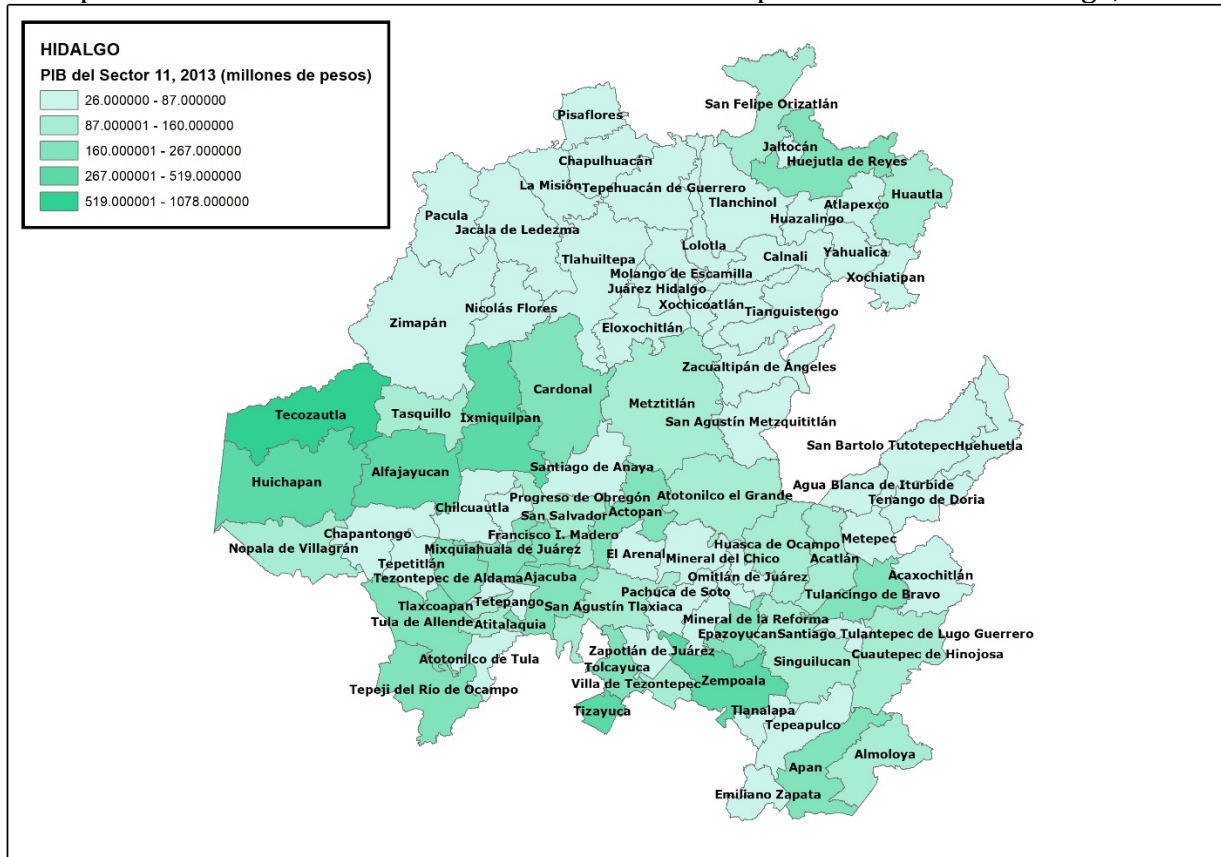 HIDALGO
PIB del Sector 11, 2013 (millones de pesos)
26.000000 - 87.000000
87.000001 - 160.000000
160.000001 - 267.000000
267.000001 - 519.000000
519.000001 - 1078.000000
San Felipe Orizatlán
Pisaflores
Jaltocán
Huejutla de Reyes
Chapulhuacán
La Misión
Tepehuacán de Guerrero
Tlanchinol
Huautla
Atlapexco
Huazalingo
Pacula
Jacala de Ledezma
Lolotla
Calnali
Yahualica
Tlahuiltepa
Molango de Escamilla
Xochiatipan
Juárez Hidalgo
Nicolás Flores
Xochicoatlán
Tianguistengo
Zimapán
Eloxochitlán
Zacualtipán de Ángeles
Cardonal
Metztitlán
Tecozautla
Tasquillo
Ixmiquilpan
San Agustín Metzquititlán
San Bartolo Tutotepec
Huehuetla
Santiago de Anaya
Alfajayucan
Huichapan
Agua Blanca de Iturbide
Progreso de Obregón
Atotonilco el Grande
Tenango de Doria
Chilcuautla
San Salvador
Actopan
Chapantongo
Francisco I. Madero
Metepec
Nopala de Villagrán
Mixquiahuala de Juárez
El Arenal
Huasca de Ocampo
Mineral del Chico
Acatlán
Tepetitlán
Tezontepec de Aldama
Ajacuba
Omitlán de Juárez
Acaxochitlán
Pachuca de Soto
Tulancingo de Bravo
Tlaxcoapan
Tetepango
San Agustín Tlaxiaca
Tula de Allende
Atitalaquia
Mineral de la Reforma
Epazoyucan
Santiago Tulantepec de Lugo Guerrero
Zapotlán de Juárez
Cuautepec de Hinojosa
Atotonilco de Tula
Tolcayuca
Singuilucan
Zempoala
Villa de Tezontepec
Tepeji del Río de Ocampo
Tizayuca
Tlanalapa
Tepeapulco
Almoloya
Apan
Emiliano Zapata